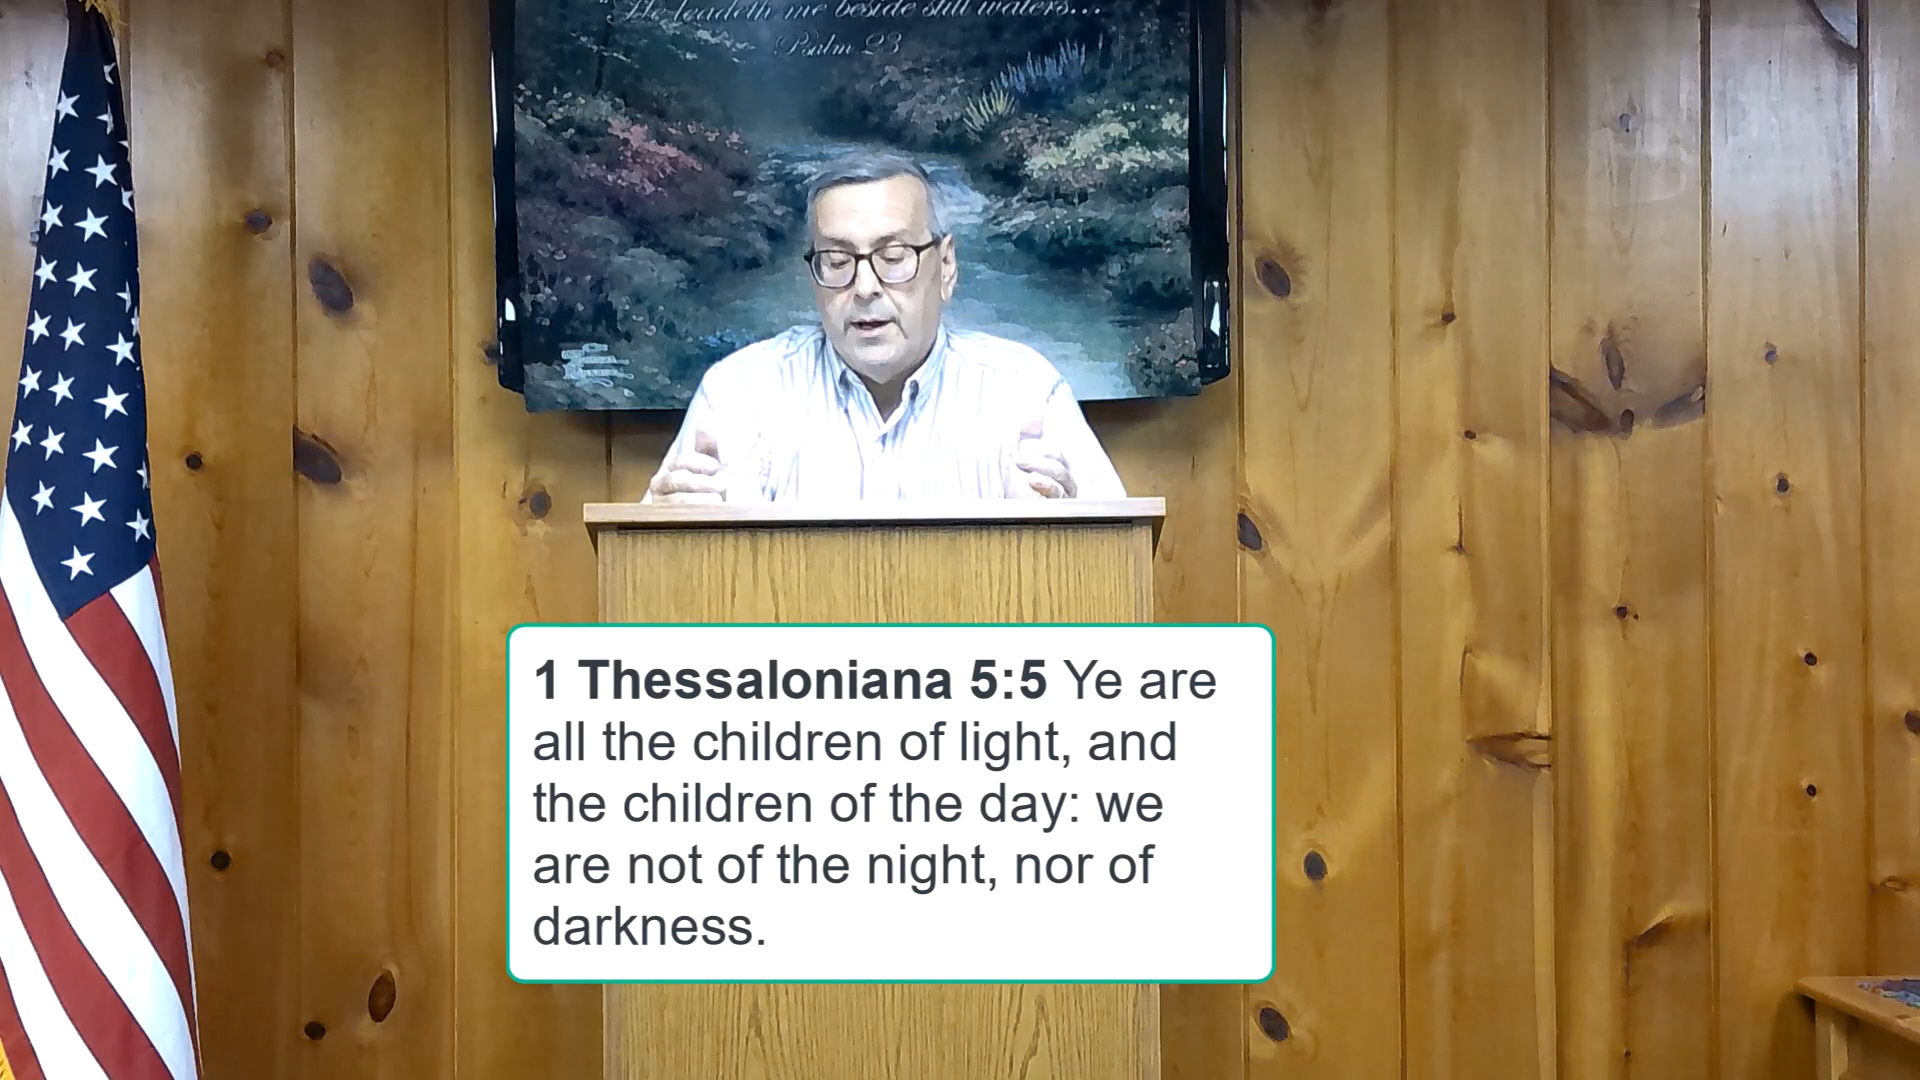 "He leadeth me beside still waters...
Psalm 23
1 Thessaloniana 5:5 Ye are
all the children of light, and
the children of the day: we
are not of the night, nor of
darkness.